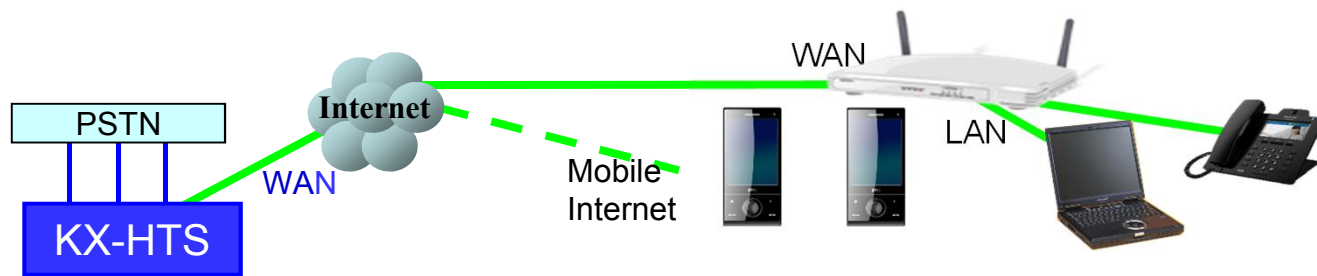 WAN
Internet
PSTN
LAN
WAN
Mobile
Internet
KX-HTS